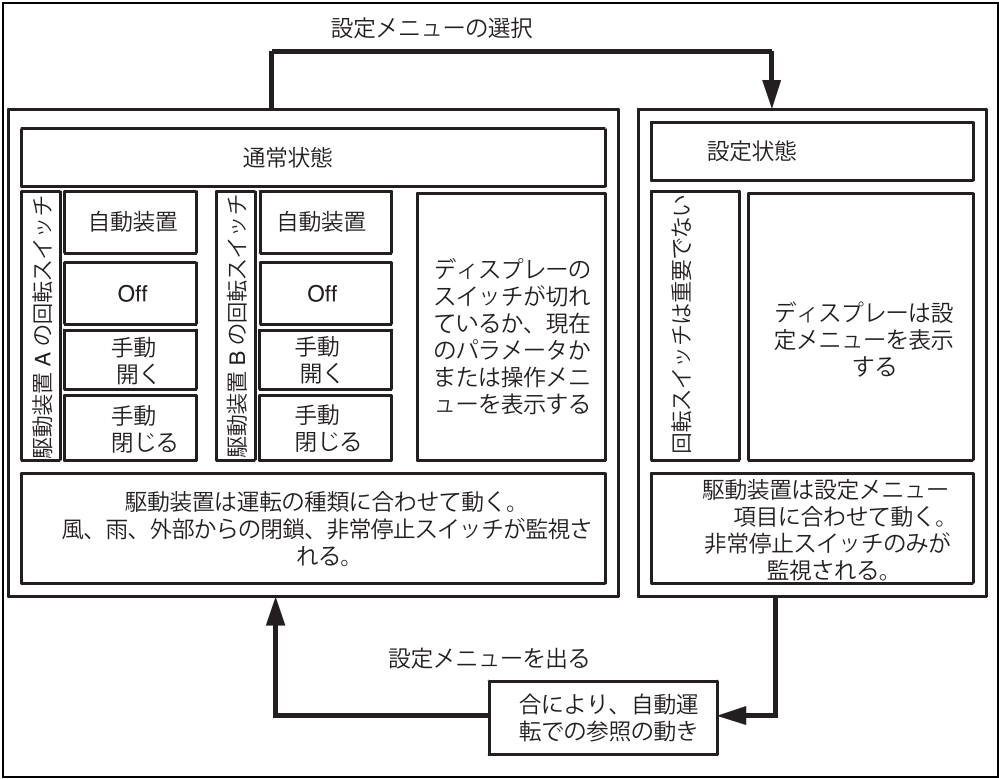 設定メニューの選択
通常状態
駆動装置 A の回転スイッチ
自動装置
Off
手動
開く
手動
閉じる
駆動装置 B の回転スイッチ
自動装置
Off
手動
開く
手動
閉じる
ディスプレーの
スイッチが切れ
ているか、現在
のパラメータか
または操作メニ
ューを表示する
駆動装置は運転の種類に合わせて動く。
風、雨、外部からの閉鎖、非常停止スイッチが監視さ
れる。
設定状態
回転スイッチは重要でない
ディスプレーは設
定メニューを表示
する
駆動装置は設定メニュー
項目に合わせて動く。
非常停止スイッチのみが
監視される。
設定メニューを出る
合により、自動運
転での参照の動き